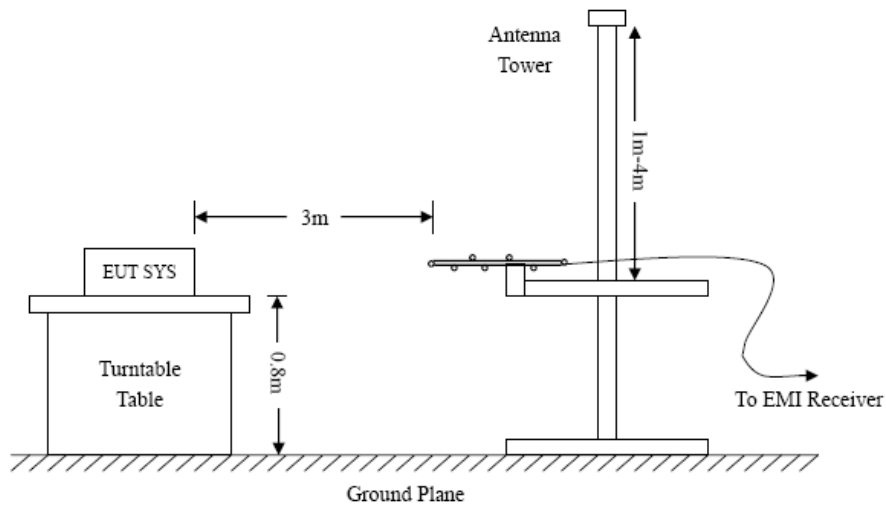 Antenna
Tower
1m-4m
3m
EUT SYS
0.8m
Turntable
Table
To EMI Receiver
Ground Plane